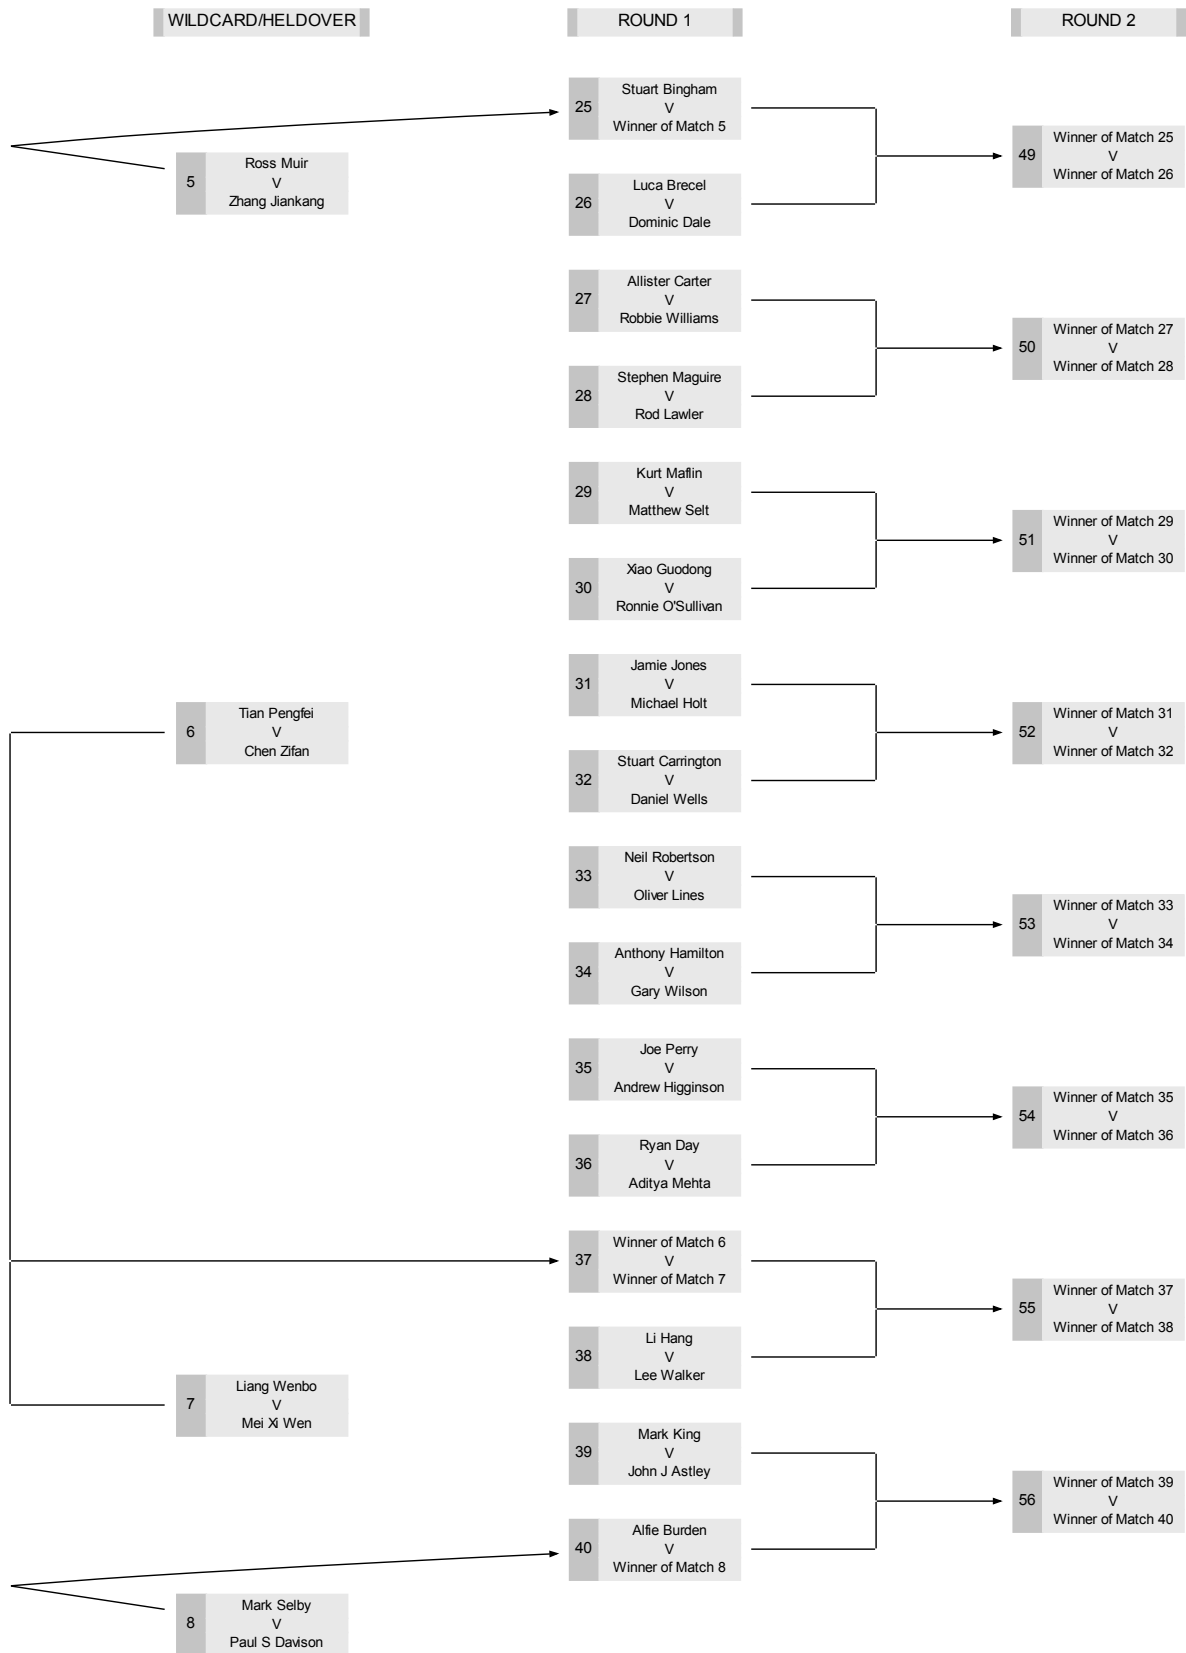 WILDCARD/HELDOVER
ROUND 1
ROUND 2
5
Ross Muir
V
Zhang Jiankang
6
Tian Pengfei
V
Chen Zifan
7
Liang Wenbo
V
Mei Xi Wen
8
Mark Selby
V
Paul S Davison
25
Stuart Bingham
V
Winner of Match 5
26
Luca Brecel
V
Dominic Dale
27
Allister Carter
V
Robbie Williams
28
Stephen Maguire
V
Rod Lawler
29
Kurt Maflin
V
Matthew Selt
30
Xiao Guodong
V
Ronnie O'Sullivan
31
Jamie Jones
V
Michael Holt
32
Stuart Carrington
V
Daniel Wells
33
Neil Robertson
V
Oliver Lines
34
Anthony Hamilton
V
Gary Wilson
35
Joe Perry
V
Andrew Higginson
36
Ryan Day
V
Aditya Mehta
37
Winner of Match 6
V
Winner of Match 7
38
Li Hang
V
Lee Walker
39
Mark King
V
John J Astley
40
Alfie Burden
V
Winner of Match 8
49
Winner of Match 25
V
Winner of Match 26
50
Winner of Match 27
V
Winner of Match 28
51
Winner of Match 29
V
Winner of Match 30
52
Winner of Match 31
V
Winner of Match 32
53
Winner of Match 33
V
Winner of Match 34
54
Winner of Match 35
V
Winner of Match 36
55
Winner of Match 37
V
Winner of Match 38
56
Winner of Match 39
V
Winner of Match 40